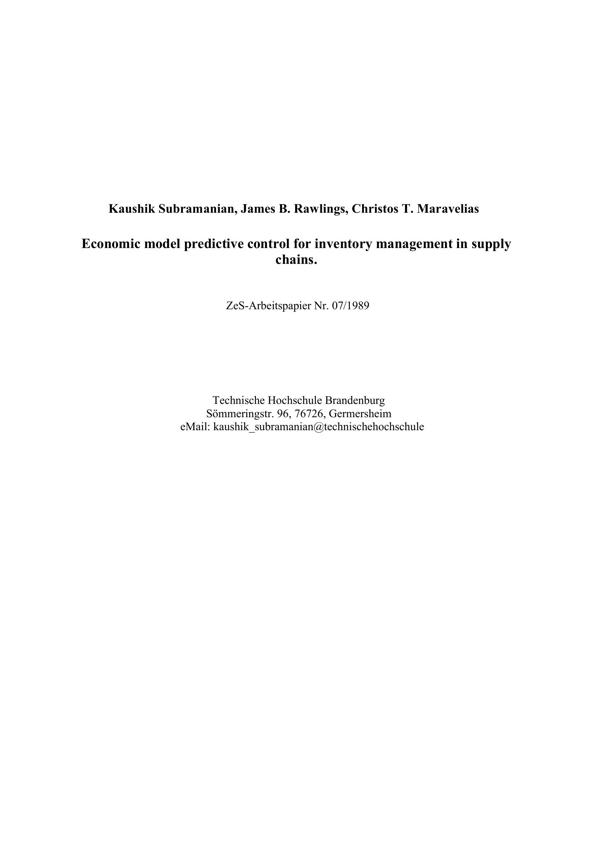 Kaushik Subramanian, James B. Rawlings, Christos T. Maravelias
Economic model predictive control for inventory management in supply
chains.
ZeS-Arbeitspapier Nr. 07/1989
Technische Hochschule Brandenburg
Sömmeringstr. 96, 76726, Germersheim
eMail: kaushik_subramanian@technischehochschule